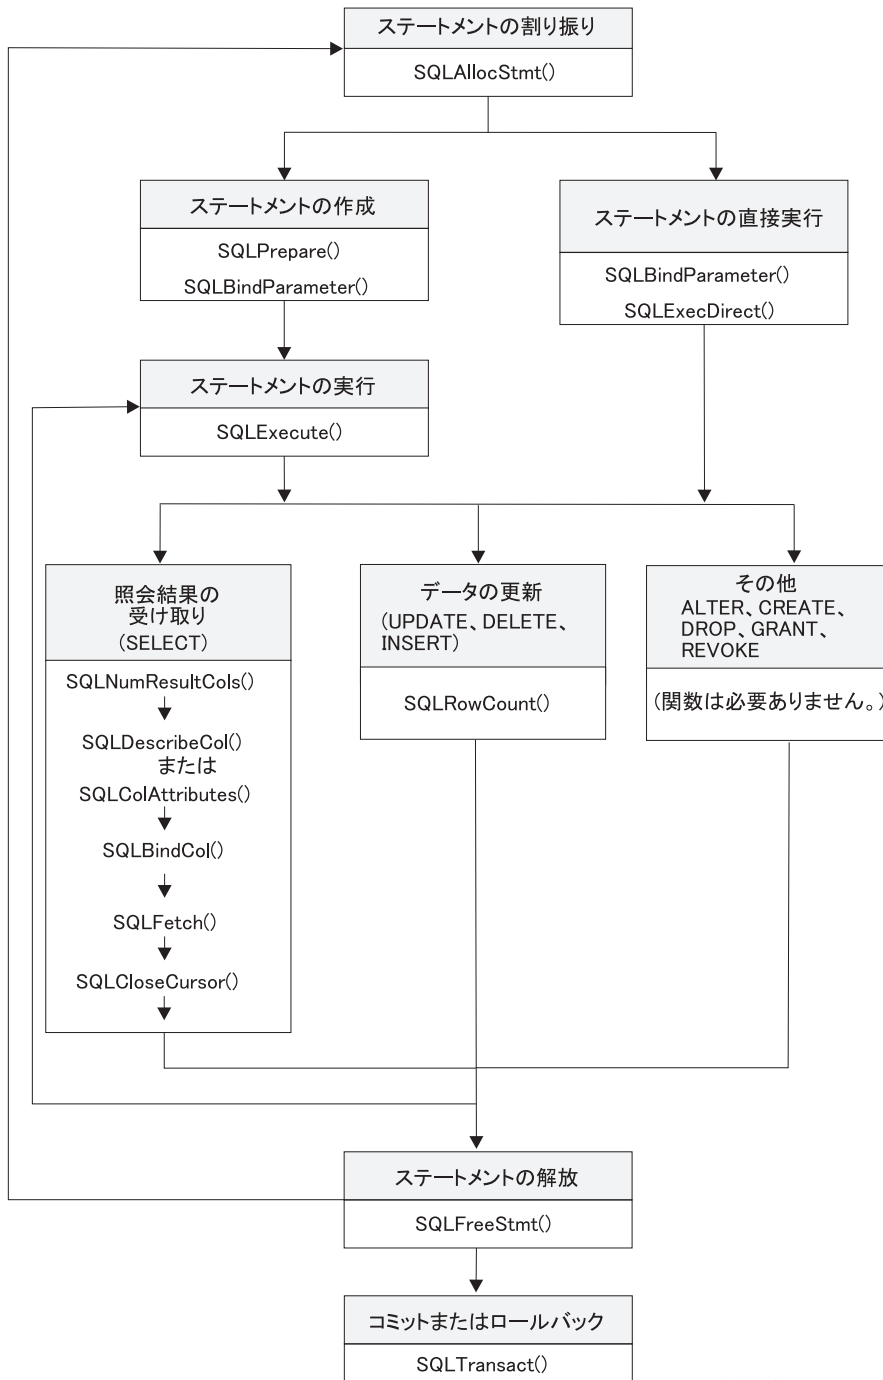 ステートメントの割り振り
SQLAllocStmt()
ステートメントの作成
SQLPrepare()
SQLBindParameter()
ステートメントの直接実行
SQLBindParameter()
SQLExecDirect()
ステートメントの実行
SQLExecute()
照会結果の
受け取り
(SELECT)
SQLNumResultCols()
SQLDescribeCol()
または
SQLColAttributes()
SQLBindCol()
SQLFetch()
SQLCloseCursor()
データの更新
(UPDATE、DELETE、
INSERT)
SQLRowCount()
その他
ALTER、CREATE、
DROP、GRANT、
REVOKE
(関数は必要ありません。)
ステートメントの解放
SQLFreeStmt()
コミットまたはロールバック
SQLTransact()